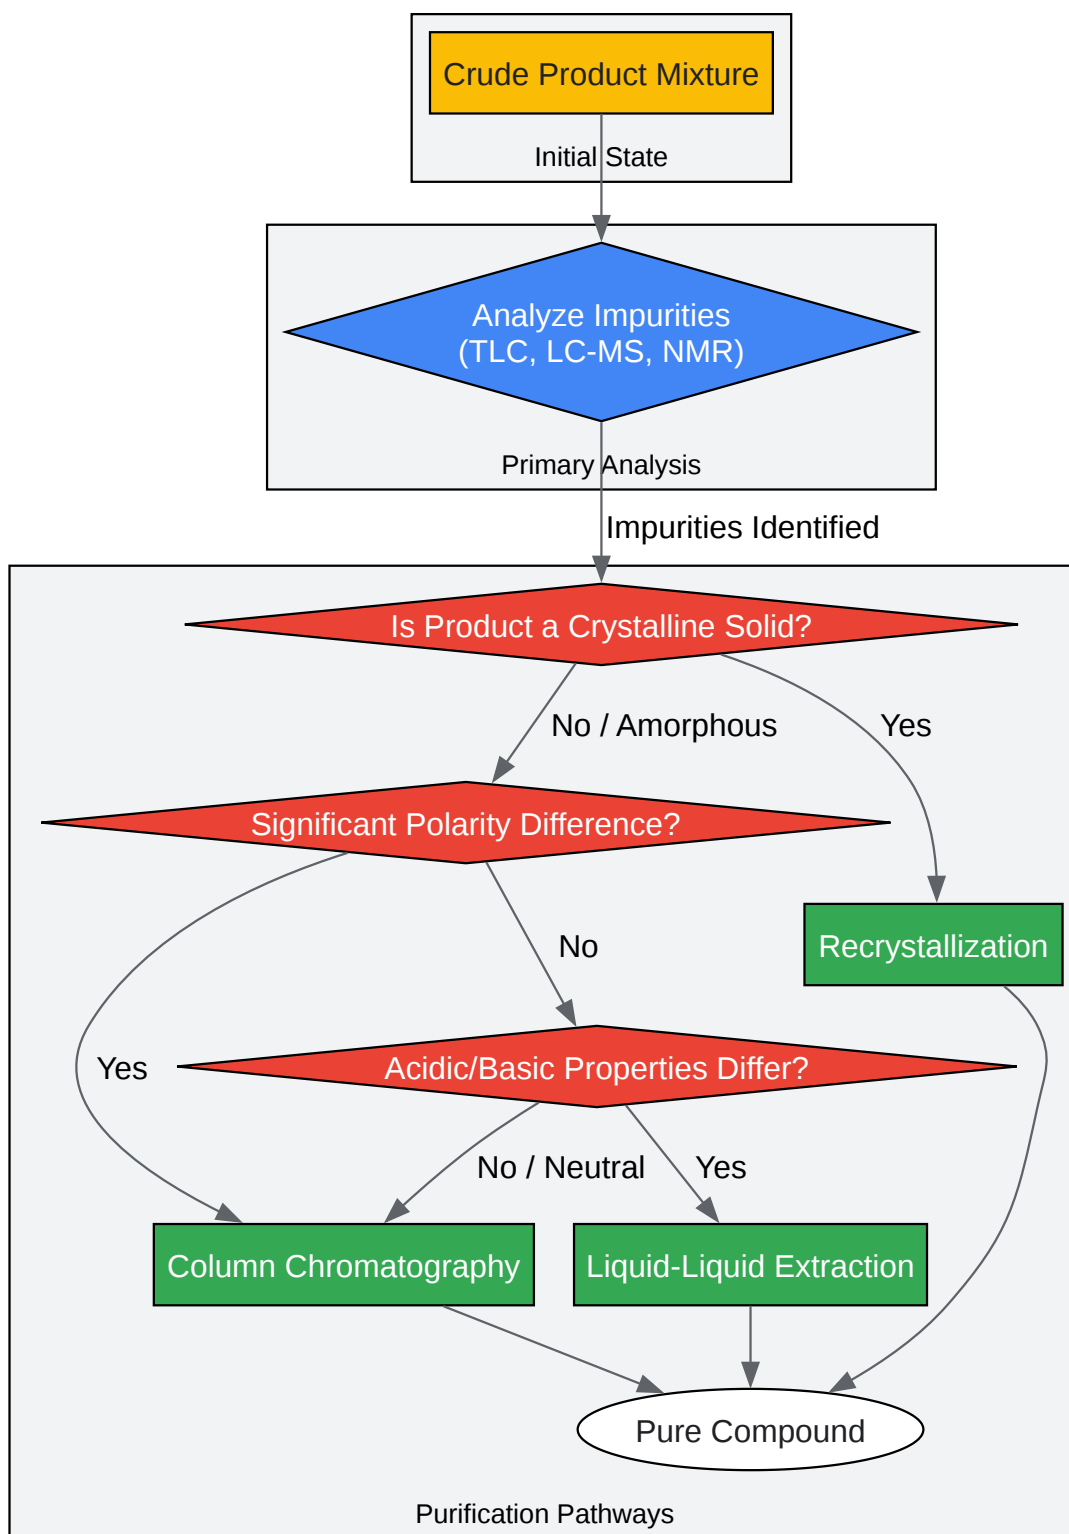 Crude Product Mixture
Initial State
Analyze Impurities
(TLC, LC-MS, NMR)
Primary Analysis
Impurities Identified
Is Product a Crystalline Solid?
No / Amorphous
Yes
Significant Polarity Difference?
Recrystallization
No
Yes
Acidic/Basic Properties Differ?
No / Neutral
Yes
Column Chromatography
Liquid-Liquid Extraction
Pure Compound
Purification Pathways